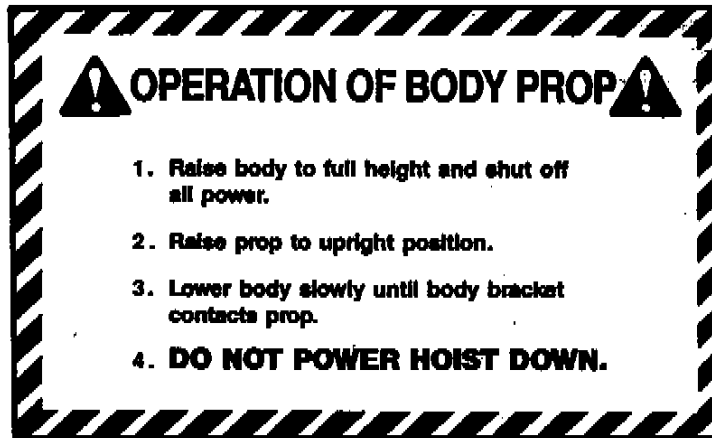 OPERATION OF BODY PROP
1. Raise body to full height and shut off
all power.
2. Raise prop to upright position.
3. Lower body slowly until body bracket
contacts prop.
4. DO NOT POWER HOIST DOWN.